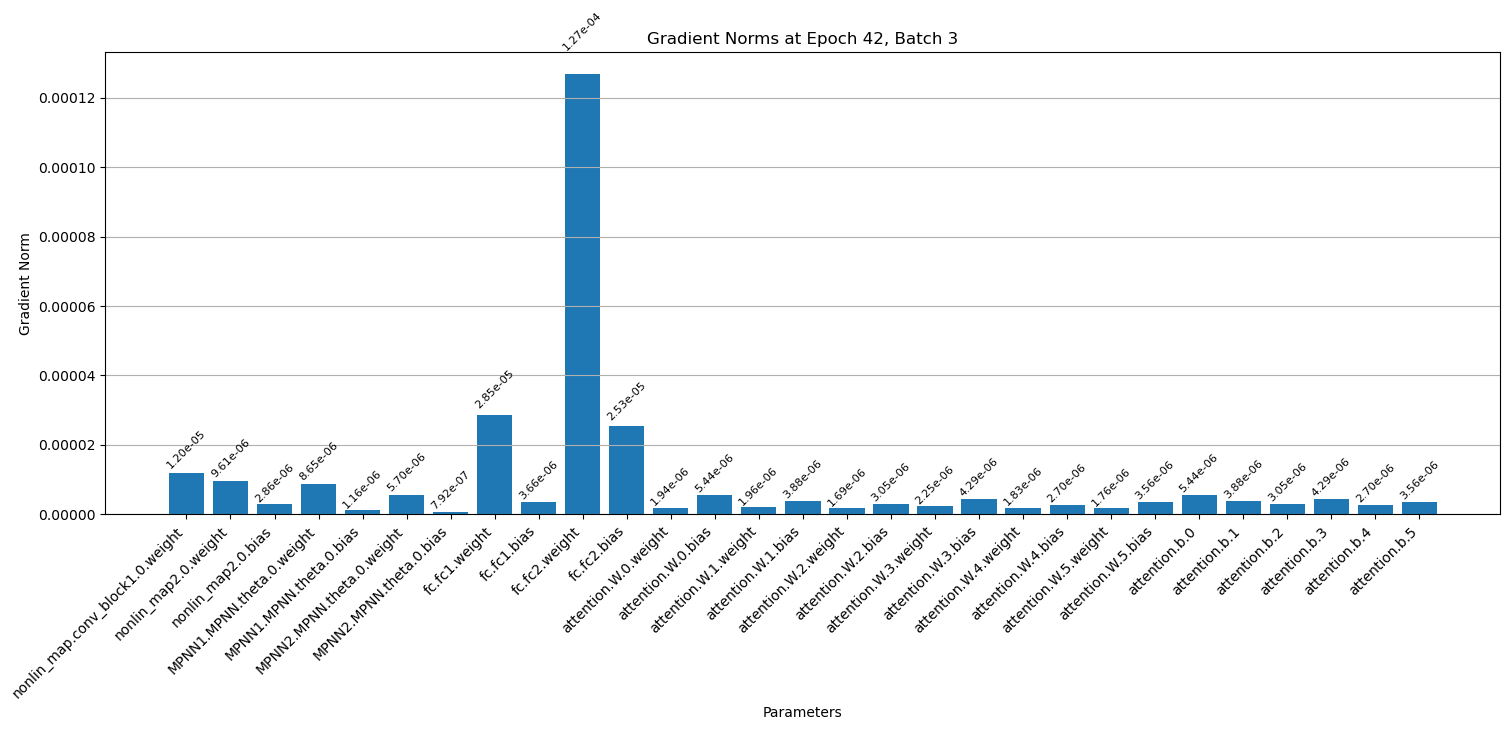 Gradient Norms at Epoch 42, Batch 3
Gradient Norm
0.00012
0.00010
0.00008
0.00006
0.00004
0.00002
0.00000
1.20e-05
9.61e-06
2.86e-06
8.65e-06
1.16e-06
5.70e-06
7.92e-07
2.85e-05
3.66e-06
1.27e-04
2.53e-05
1.94e-06
5.44e-06
1.96e-06
3.88e-06
1.69e-06
3.05e-06
2.25e-06
4.29e-06
1.83e-06
2.70e-06
1.76e-06
3.56e-06
5.44e-06
3.88e-06
3.05e-06
4.29e-06
2.70e-06
3.56e-06
nonlin_map.conv_block1.0.weight
nonlin_map2.0.weight
nonlin_map2.0.bias
MPNN1.MPNN.theta.0.weight
MPNN1.MPNN.theta.0.bias
MPNN2.MPNN.theta.0.weight
MPNN2.MPNN.theta.0.bias
fc.fc1.weight
fc.fc1.bias
fc.fc2.weight
fc.fc2.bias
attention.W.0.weight
attention.W.0.bias
attention.W.1.weight
attention.W.1.bias
attention.W.2.weight
attention.W.2.bias
attention.W.3.weight
attention.W.3.bias
attention.W.4.weight
attention.W.4.bias
attention.W.5.weight
attention.W.5.bias
attention.b.0
attention.b.1
attention.b.2
attention.b.3
attention.b.4
attention.b.5
Parameters